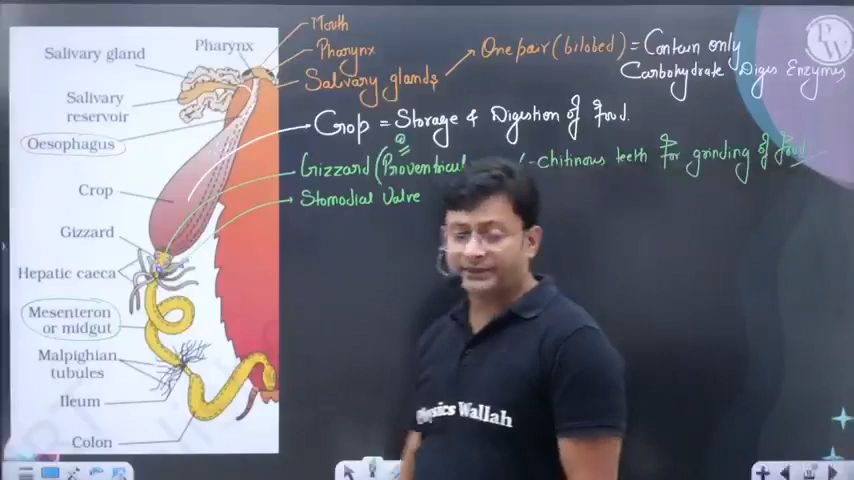 Pharynx
Salivary gland
Salivary
reservoir
Oesophagus
Crop
Gizzard
Hepatic caeca
Mesenteron
or midgut
Malpighian
tubules
Ileum
Colon
Mouth
Pharynx
Salivary glands
One pair (bilobed) = Contain only
Carbohydrate Diges Enzymes
Crop = Storage & Digestion of food.
Gizzard (Proventricul - chitinous teeth for grinding of food
Stomodial Valve
PW
Physics Wallah